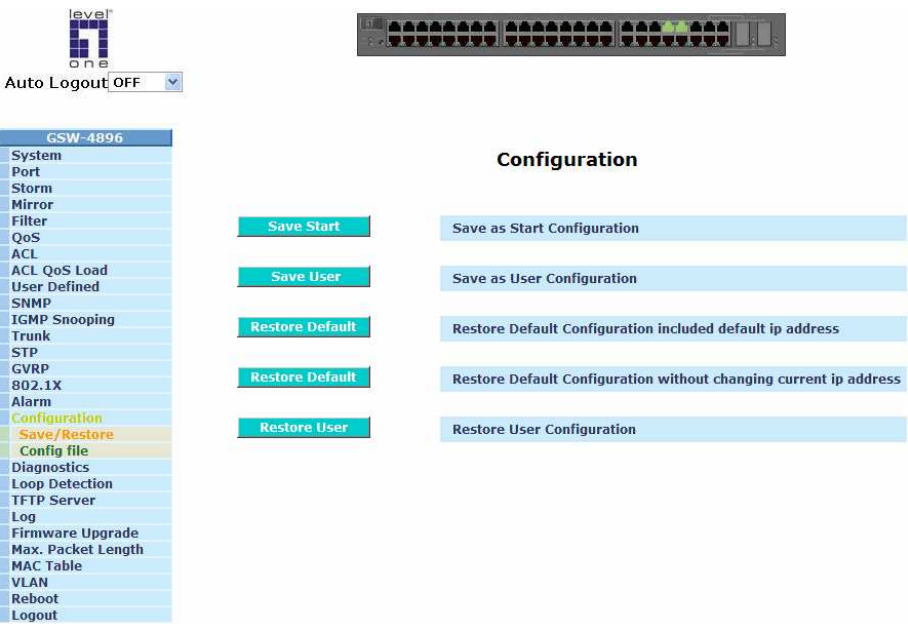 level
one
Auto Logout OFF
GSW-4896
System
Port
Storm
Mirror
Filter
QoS
ACL
ACL QoS Load
User Defined
SNMP
IGMP Snooping
Trunk
STP
GVRP
802.1X
Alarm
Configuration
Save/Restore
Config file
Diagnostics
Loop Detection
TFTP Server
Log
Firmware Upgrade
Max. Packet Length
MAC Table
VLAN
Reboot
Logout
Configuration
Save Start Save as Start Configuration
Save User Save as User Configuration
Restore Default Restore Default Configuration included default ip address
Restore Default Restore Default Configuration without changing current ip address
Restore User Restore User Configuration